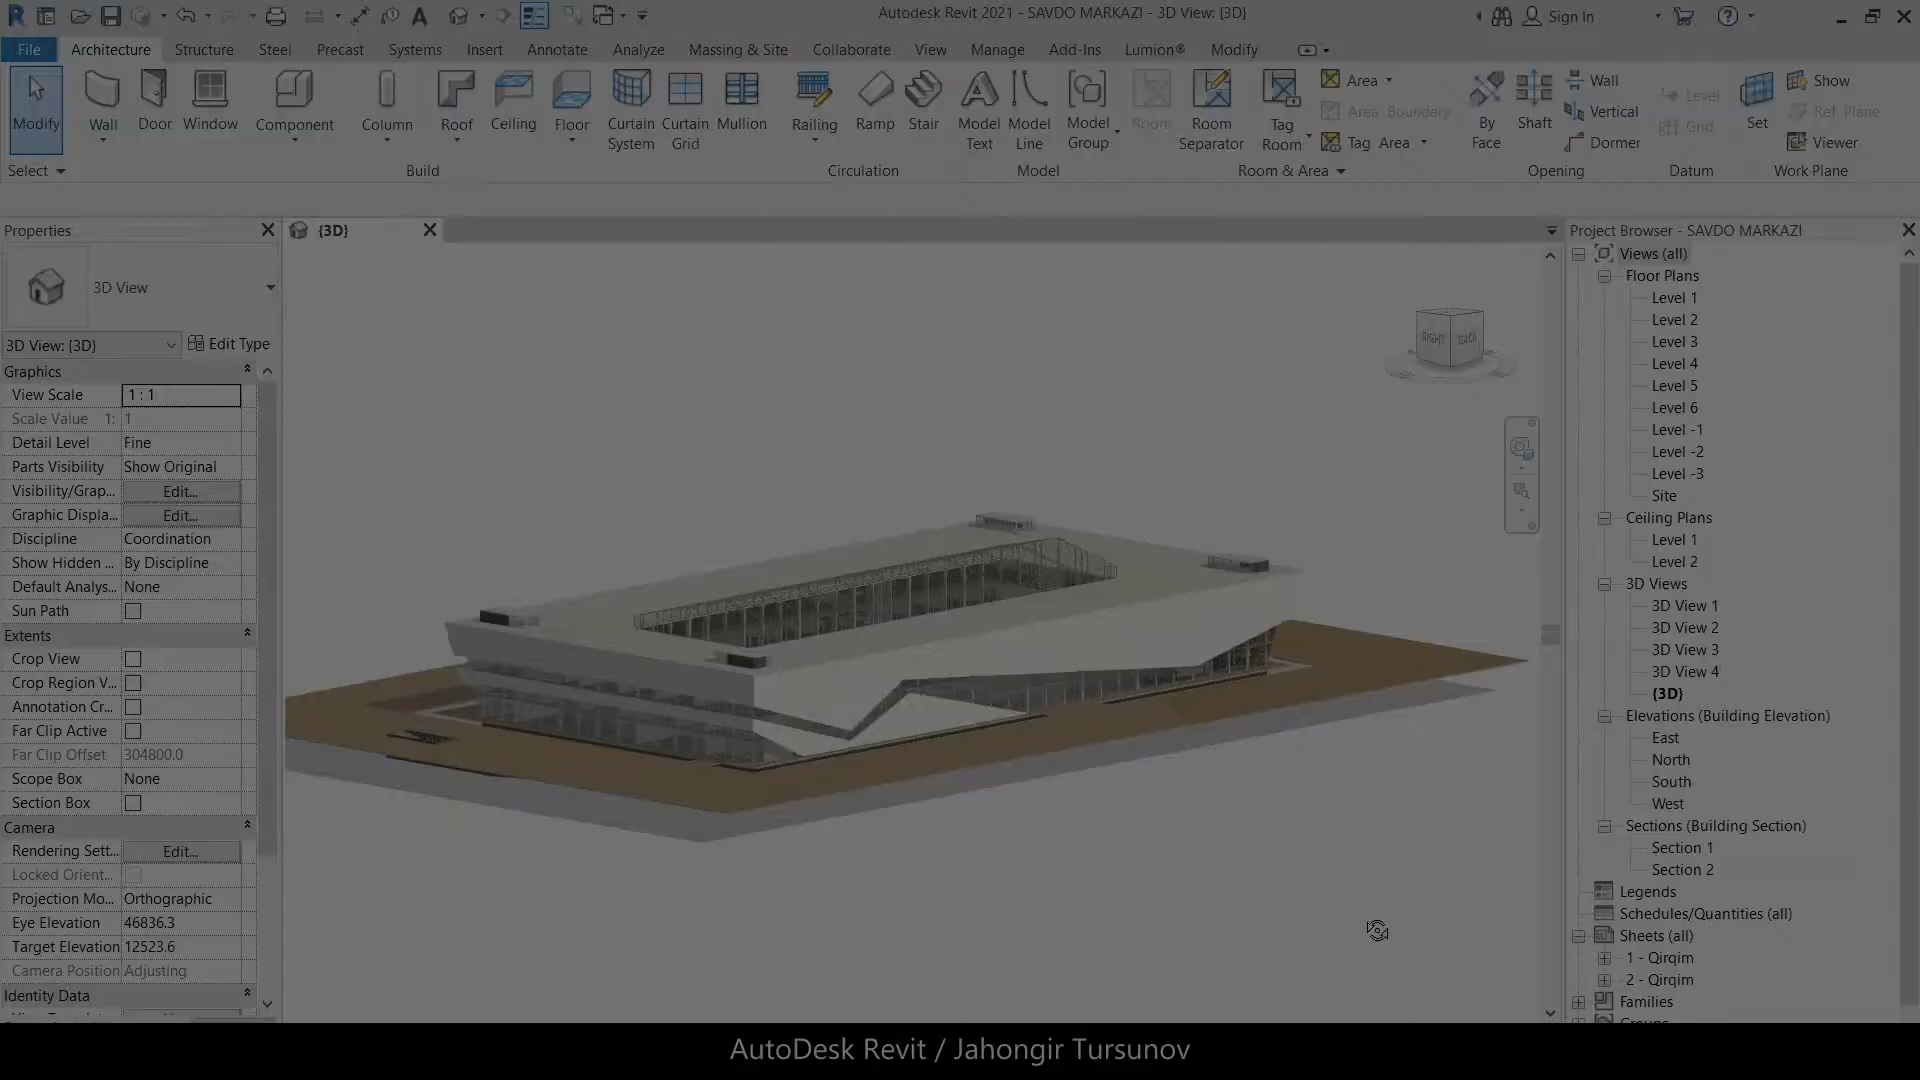 Autodesk Revit 2021 - SAVDO MARKAZI - 3D View: {3D}
Sign In
File Architecture Structure Steel Precast Systems Insert Annotate Analyze Massing & Site Collaborate View Manage Add-Ins Lumion® Modify
Modify Wall Door Window Component Column Roof Ceiling Floor Curtain System Curtain Grid Mullion Railing Ramp Stair Model Text Model Line Model Group Room Room Separator Tag Room
Area
Area Boundary
Tag Area
By Face Shaft
Wall
Vertical
Dormer
Level
Grid
Set
Show
Ref Plane
Viewer
Select Build Circulation Model Room & Area Opening Datum Work Plane
Properties
{3D}
Project Browser - SAVDO MARKAZI
3D View
3D View: {3D} Edit Type
Graphics
View Scale 1 : 1
Scale Value 1: 1
Detail Level Fine
Parts Visibility Show Original
Visibility/Grap... Edit...
Graphic Displa... Edit...
Discipline Coordination
Show Hidden ... By Discipline
Default Analys... None
Sun Path
Extents
Crop View
Crop Region V...
Annotation Cr...
Far Clip Active
Far Clip Offset 304800.0
Scope Box None
Section Box
Camera
Rendering Sett... Edit...
Locked Orient...
Projection Mo... Orthographic
Eye Elevation 46836.3
Target Elevation 12523.6
Camera Position Adjusting
Identity Data
RIGHT BACK
Views (all)
Floor Plans
Level 1
Level 2
Level 3
Level 4
Level 5
Level 6
Level -1
Level -2
Level -3
Site
Ceiling Plans
Level 1
Level 2
3D Views
3D View 1
3D View 2
3D View 3
3D View 4
{3D}
Elevations (Building Elevation)
East
North
South
West
Sections (Building Section)
Section 1
Section 2
Legends
Schedules/Quantities (all)
Sheets (all)
1 - Qirqim
2 - Qirqim
Families
AutoDesk Revit / Jahongir Tursunov